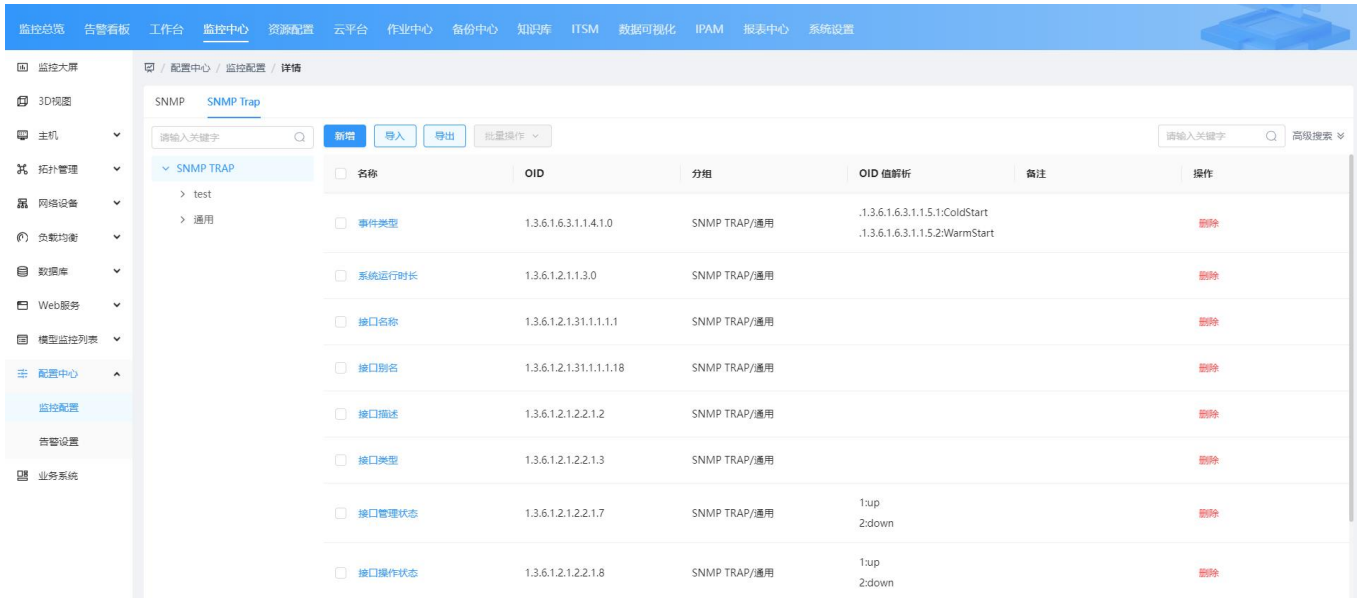 监控总览 告警看板 工作台 监控中心 资源配置 云平台 作业中心 备份中心 知识库 ITSM 数据可视化 IPAM 报表中心 系统设置
监控大屏
3D视图
主机
拓扑管理
网络设备
负载均衡
数据库
Web服务
模型监控列表
配置中心
监控配置
告警设置
业务系统
/ 配置中心 / 监控配置 / 详情
SNMP SNMP Trap
请输入关键字
SNMP TRAP
test
通用
新增 导入 导出 批量操作
请输入关键字 高级搜索
名称 OID 分组 OID 值解析 备注 操作
事件类型 1.3.6.1.6.3.1.1.4.1.0 SNMP TRAP/通用 .1.3.6.1.6.3.1.1.5.1:ColdStart 删除
.1.3.6.1.6.3.1.1.5.2:WarmStart
系统运行时长 1.3.6.1.2.1.1.3.0 SNMP TRAP/通用 删除
接口名称 1.3.6.1.2.1.31.1.1.1.1 SNMP TRAP/通用 删除
接口别名 1.3.6.1.2.1.31.1.1.1.18 SNMP TRAP/通用 删除
接口描述 1.3.6.1.2.1.2.2.1.2 SNMP TRAP/通用 删除
接口类型 1.3.6.1.2.1.2.2.1.3 SNMP TRAP/通用 删除
接口管理状态 1.3.6.1.2.1.2.2.1.7 SNMP TRAP/通用 1:up 删除
2:down
接口操作状态 1.3.6.1.2.1.2.2.1.8 SNMP TRAP/通用 1:up 删除
2:down